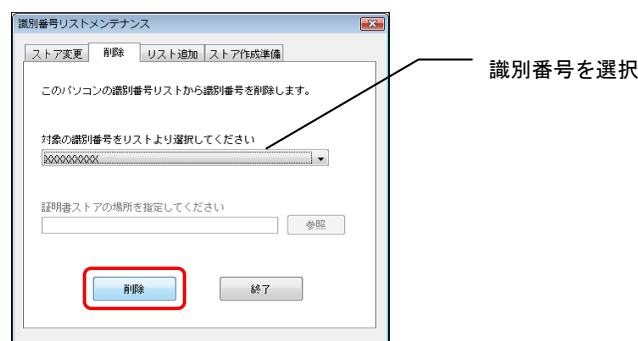 識別番号リストメンテナンス
ストア変更 削除 リスト追加 ストア作成準備
識別番号を選択
このパソコンの識別番号リストから識別番号を削除します。
対象の識別番号をリストより選択してください
XXXXXXXXXX
証明書ストアの場所を指定してください
参照
削除 終了